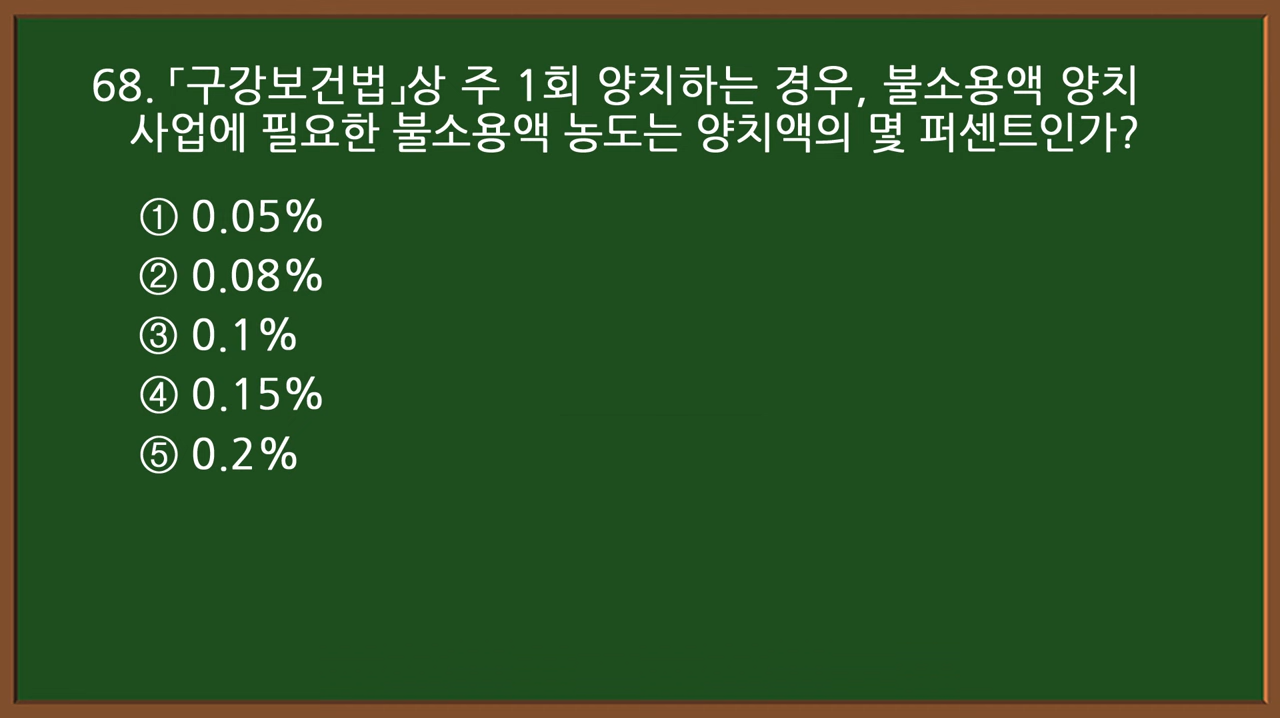 68. ｢구강보건법｣상 주 1회 양치하는 경우, 불소용액 양치
사업에 필요한 불소용액 농도는 양치액의 몇 퍼센트인가?
① 0.05%
② 0.08%
③ 0.1%
④ 0.15%
⑤ 0.2%